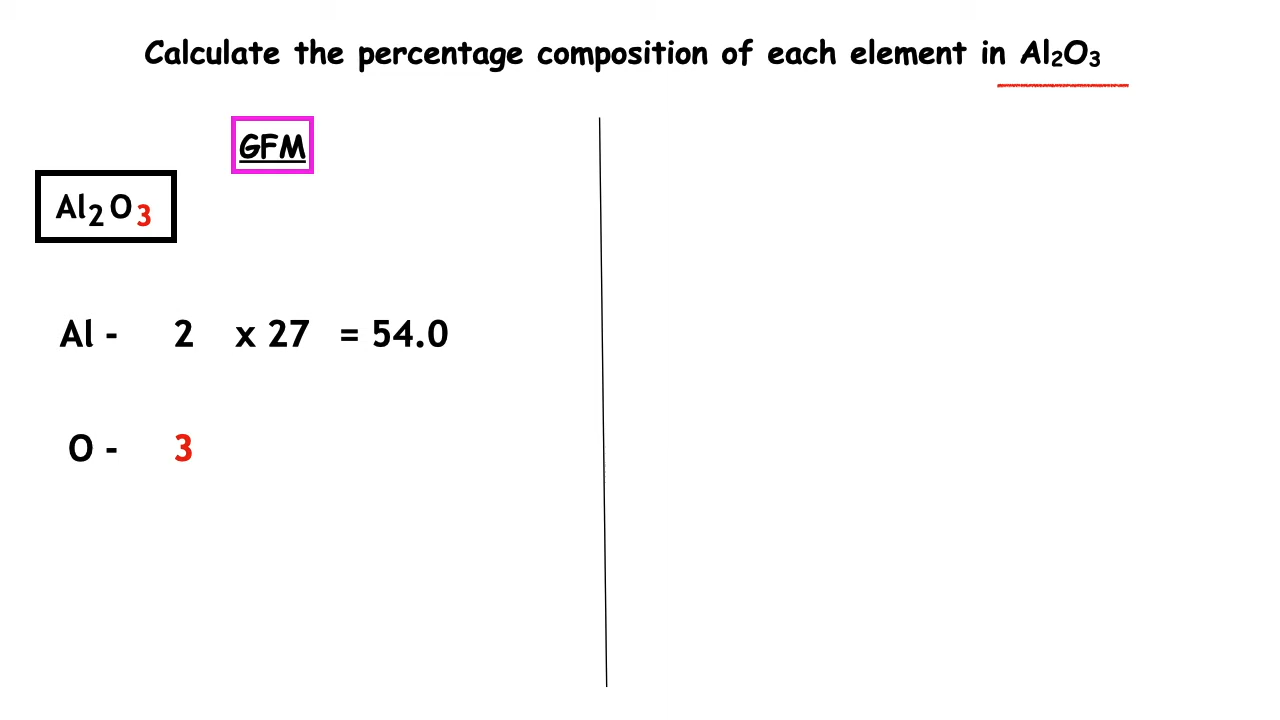 Calculate the percentage composition of each element in Al₂O₃
GFM
Al₂O₃
Al - 2 x 27 = 54.0
O - 3